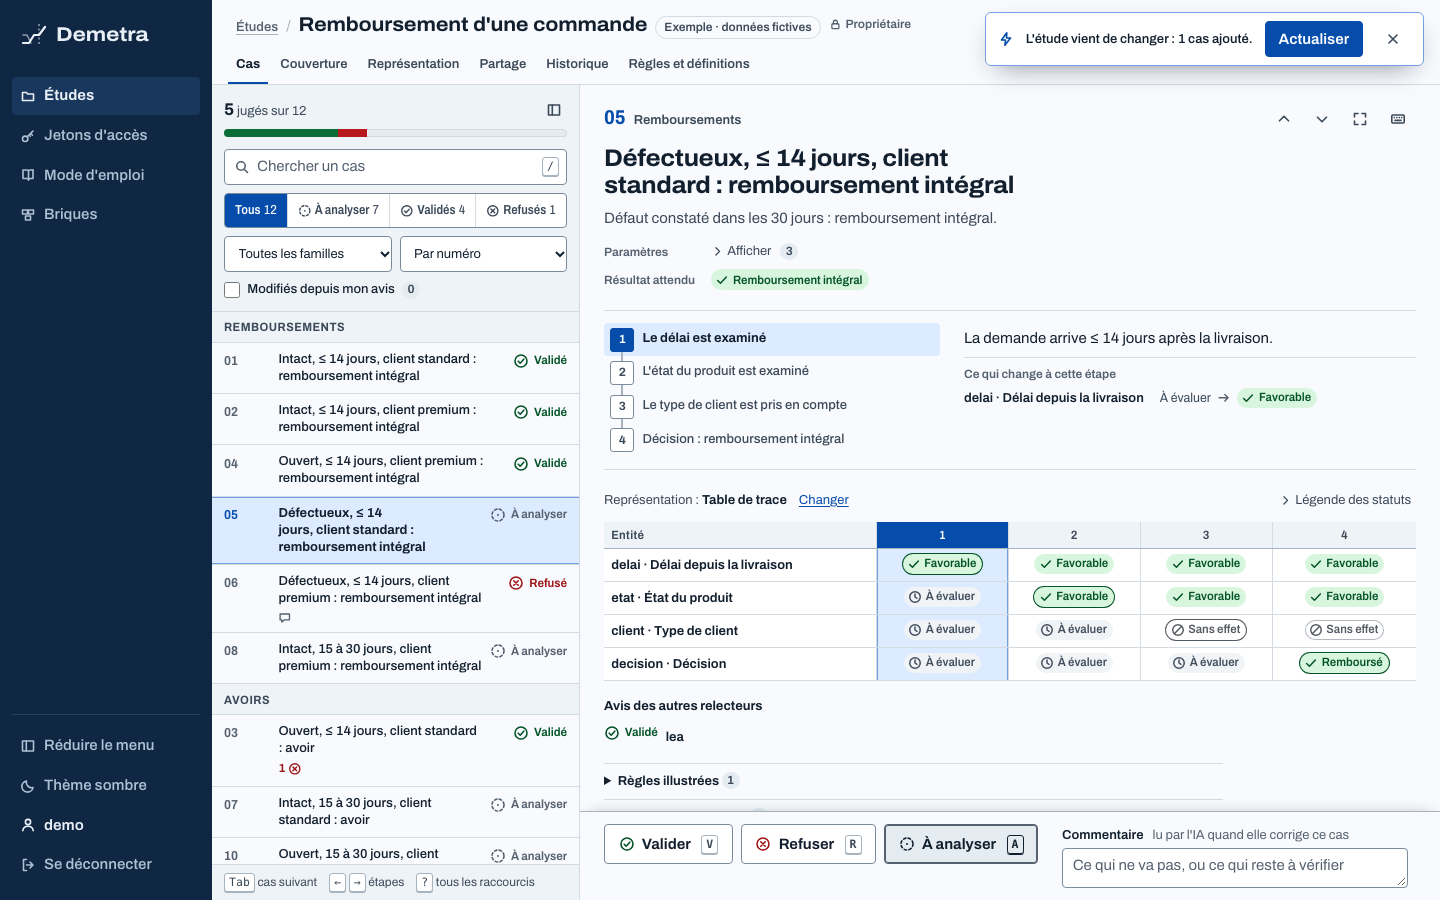 Demetra
Études
Jetons d'accès
Mode d'emploi
Briques
Réduire le menu
Thème sombre
demo
Se déconnecter
Études / Remboursement d'une commande Exemple · données fictives Propriétaire
L'étude vient de changer : 1 cas ajouté. Actualiser
Cas Couverture Représentation Partage Historique Règles et définitions
5 jugés sur 12
Chercher un cas /
Tous 12 À analyser 7 Validés 4 Refusés 1
Toutes les familles Par numéro
Modifiés depuis mon avis 0
REMBOURSEMENTS
01 Intact, ≤ 14 jours, client standard : Validé
remboursement intégral
02 Intact, ≤ 14 jours, client premium : Validé
remboursement intégral
04 Ouvert, ≤ 14 jours, client premium : Validé
remboursement intégral
05 Défectueux, ≤ 14 À analyser
jours, client standard :
remboursement intégral
06 Défectueux, ≤ 14 jours, client Refusé
premium : remboursement intégral
08 Intact, 15 à 30 jours, client À analyser
premium : remboursement intégral
AVOIRS
03 Ouvert, ≤ 14 jours, client standard Validé
: avoir
1
07 Intact, 15 à 30 jours, client À analyser
standard : avoir
10 Ouvert, 15 à 30 jours, client À analyser
Tab cas suivant ← → étapes ? tous les raccourcis
05 Remboursements
Défectueux, ≤ 14 jours, client
standard : remboursement intégral
Défaut constaté dans les 30 jours : remboursement intégral.
Paramètres Afficher 3
Résultat attendu Remboursement intégral
1 Le délai est examiné
2 L'état du produit est examiné
3 Le type de client est pris en compte
4 Décision : remboursement intégral
La demande arrive ≤ 14 jours après la livraison.
Ce qui change à cette étape
delai · Délai depuis la livraison À évaluer → Favorable
Représentation : Table de trace Changer Légende des statuts
Entité 1 2 3 4
delai · Délai depuis la livraison Favorable Favorable Favorable Favorable
etat · État du produit À évaluer Favorable Favorable Favorable
client · Type de client À évaluer À évaluer Sans effet Sans effet
decision · Décision À évaluer À évaluer À évaluer Remboursé
Avis des autres relecteurs
Validé lea
Règles illustrées 1
Valider V Refuser R À analyser A
Commentaire lu par l'IA quand elle corrige ce cas
Ce qui ne va pas, ou ce qui reste à vérifier